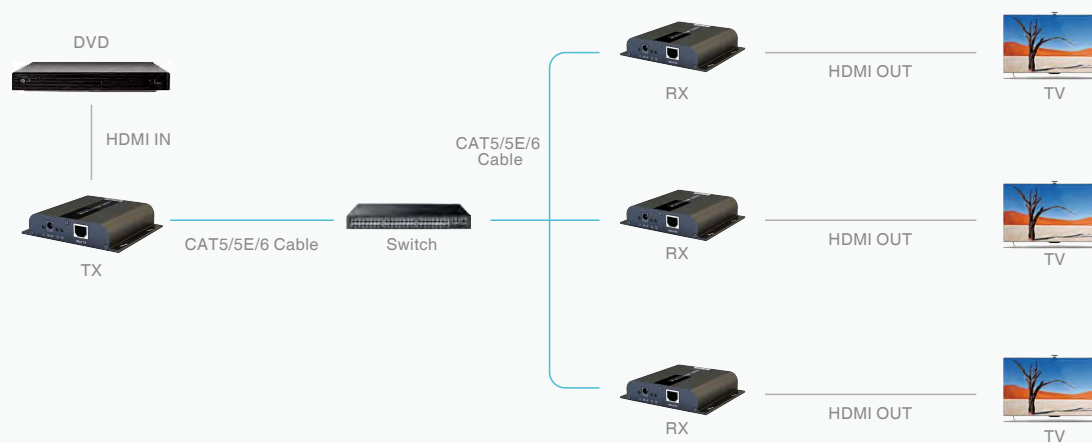 DVD
HDMI IN
TX
CAT5/5E/6 Cable
Switch
CAT5/5E/6
Cable
RX
HDMI OUT
TV
RX
HDMI OUT
TV
RX
HDMI OUT
TV